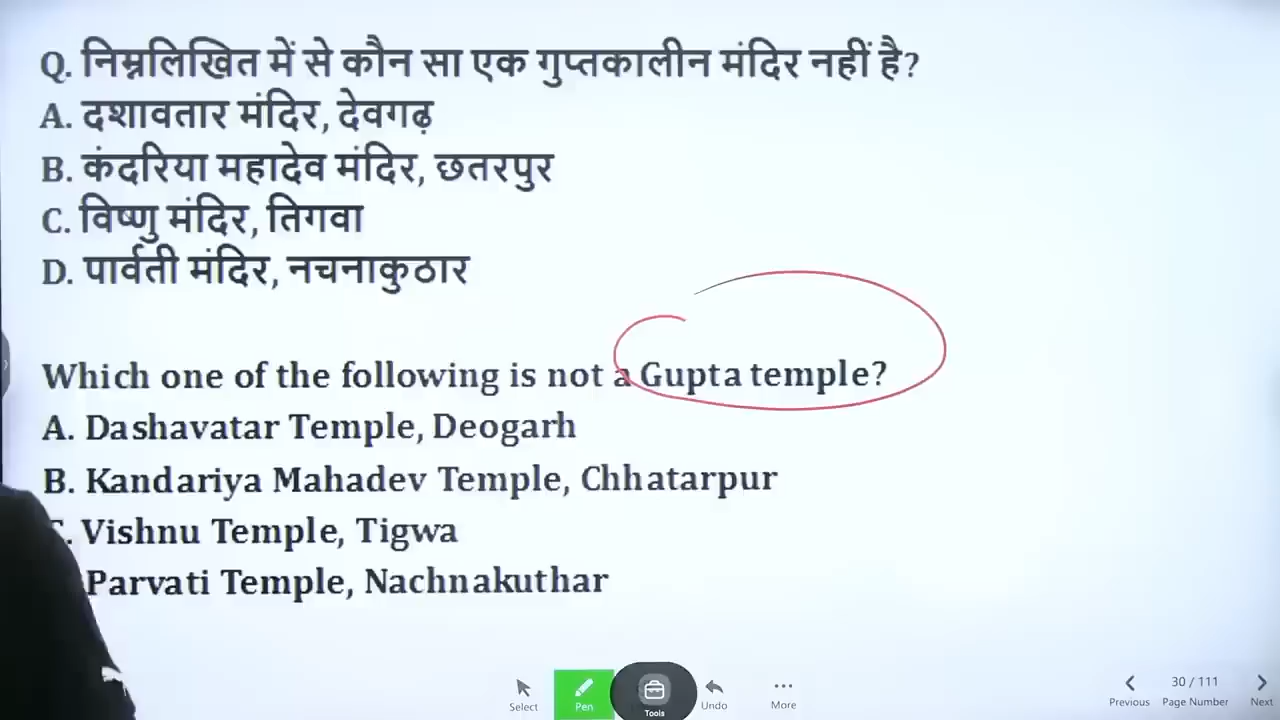 Q. निम्नलिखित में से कौन सा एक गुप्तकालीन मंदिर नहीं है?
A. दशावतार मंदिर, देवगढ़
B. कंदरिया महादेव मंदिर, छतरपुर
C. विष्णु मंदिर, तिगवा
D. पार्वती मंदिर, नचनाकुठार
Which one of the following is not a Gupta temple?
A. Dashavatar Temple, Deogarh
B. Kandariya Mahadev Temple, Chhatarpur
. Vishnu Temple, Tigwa
Parvati Temple, Nachnakuthar
Select Pen Tools Undo More
30 / 111
Previous Page Number Next